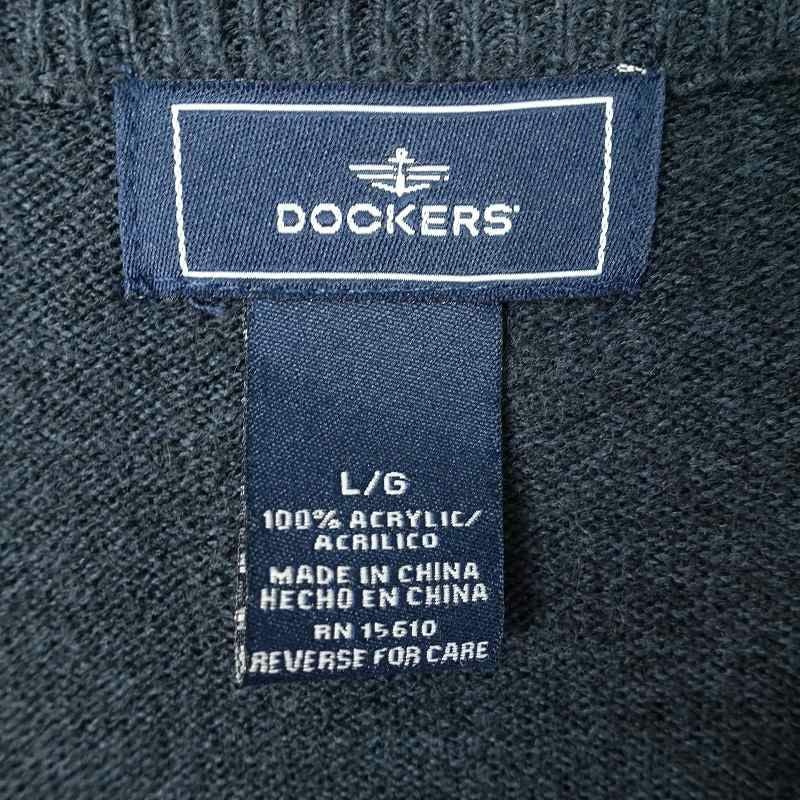 DOCKERS
L/G
100% ACRYLIC/
ACRILICO
MADE IN CHINA
HECHO EN CHINA
RN 15610
REVERSE FOR CARE